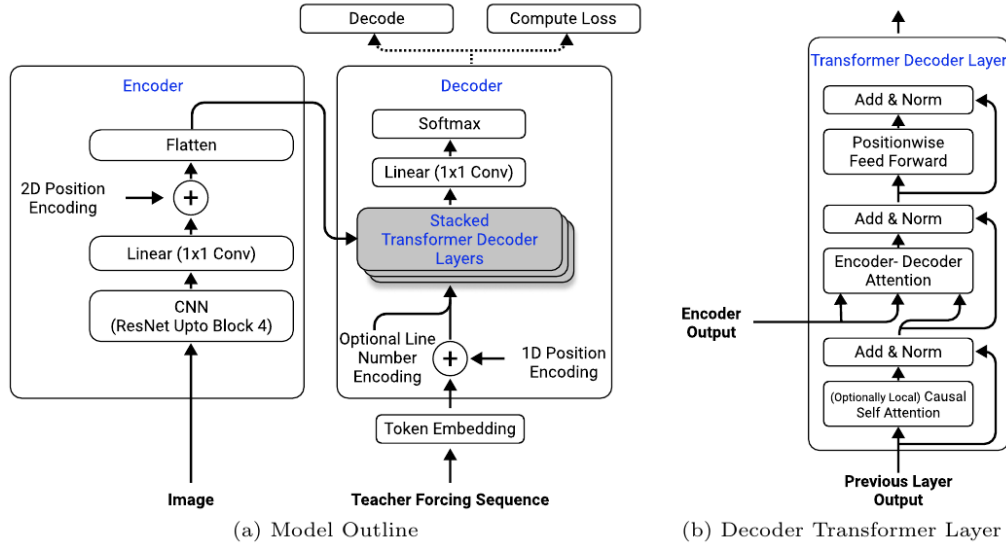 Decode
Compute Loss
Encoder
Flatten
2D Position
Encoding
+
Linear (1x1 Conv)
CNN
(ResNet Upto Block 4)
Image
Decoder
Softmax
Linear (1x1 Conv)
Stacked
Transformer Decoder
Layers
Optional Line
Number
Encoding
+
1D Position
Encoding
Token Embedding
Teacher Forcing Sequence
(a) Model Outline
Transformer Decoder Layer
Add & Norm
Positionwise
Feed Forward
Add & Norm
Encoder- Decoder
Attention
Encoder
Output
Add & Norm
(Optionally Local) Causal
Self Attention
Previous Layer
Output
(b) Decoder Transformer Layer